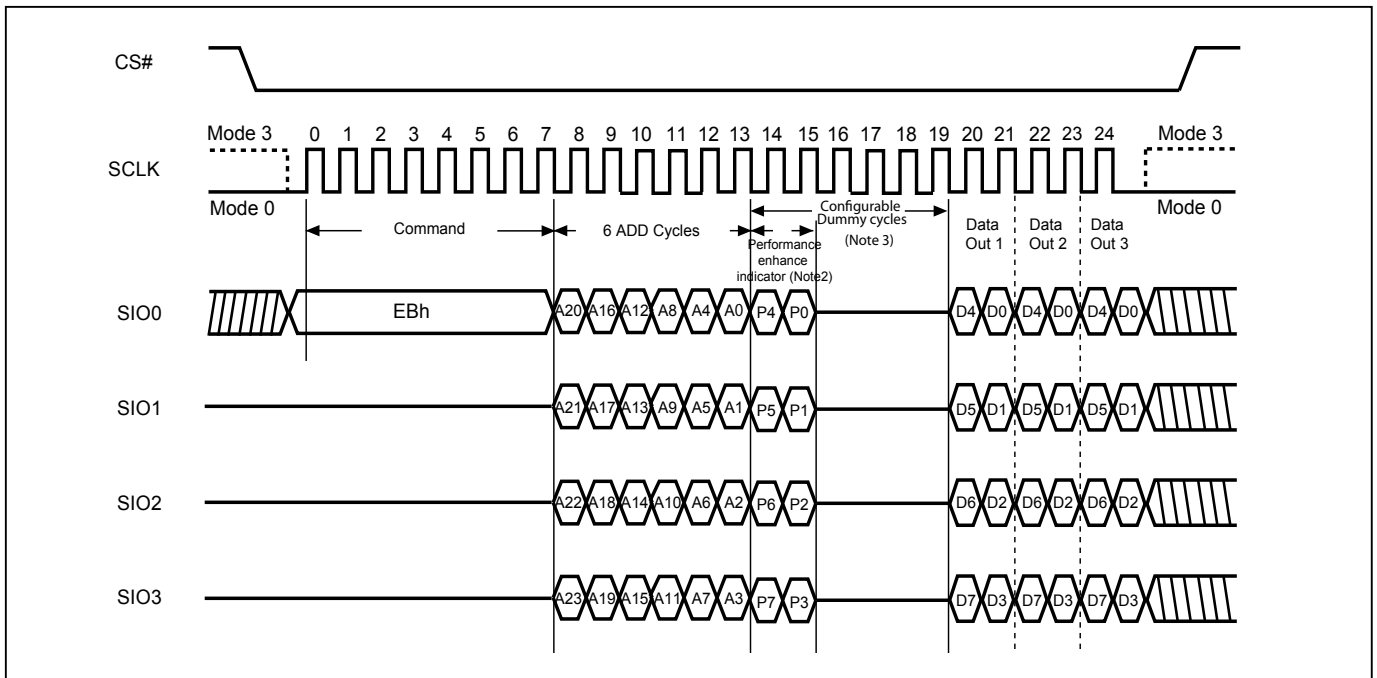 CS#
Mode 3 0 1 2 3 4 5 6 7 8 9 10 11 12 13 14 15 16 17 18 19 20 21 22 23 24 Mode 3
SCLK
Mode 0 Mode 0
Command
6 ADD Cycles
Configurable
Dummy cycles
(Note 3)
Performance
enhance
indicator (Note2)
Data
Out 1
Data
Out 2
Data
Out 3
SIO0 EBh A20 A16 A12 A8 A4 A0 P4 P0 D4 D0 D4 D0 D4 D0
SIO1 A21 A17 A13 A9 A5 A1 P5 P1 D5 D1 D5 D1 D5 D1
SIO2 A22 A18 A14 A10 A6 A2 P6 P2 D6 D2 D6 D2 D6 D2
SIO3 A23 A19 A15 A11 A7 A3 P7 P3 D7 D3 D7 D3 D7 D3